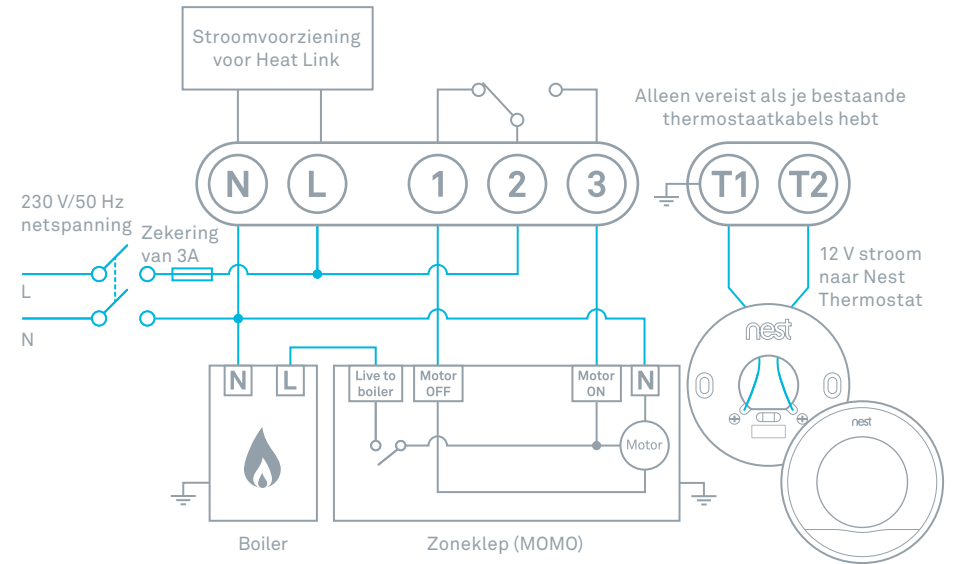 Stroomvoorziening
voor Heat Link
Alleen vereist als je bestaande
thermostaatkabels hebt
N L 1 2 3 T1 T2
230 V/50 Hz
netspanning
Zekering
van 3A
L
N
12 V stroom
naar Nest
Thermostat
nest
N L
Live to
boiler
Motor
OFF
Motor
ON
N
Motor
nest
Boiler
Zoneklep (MOMO)